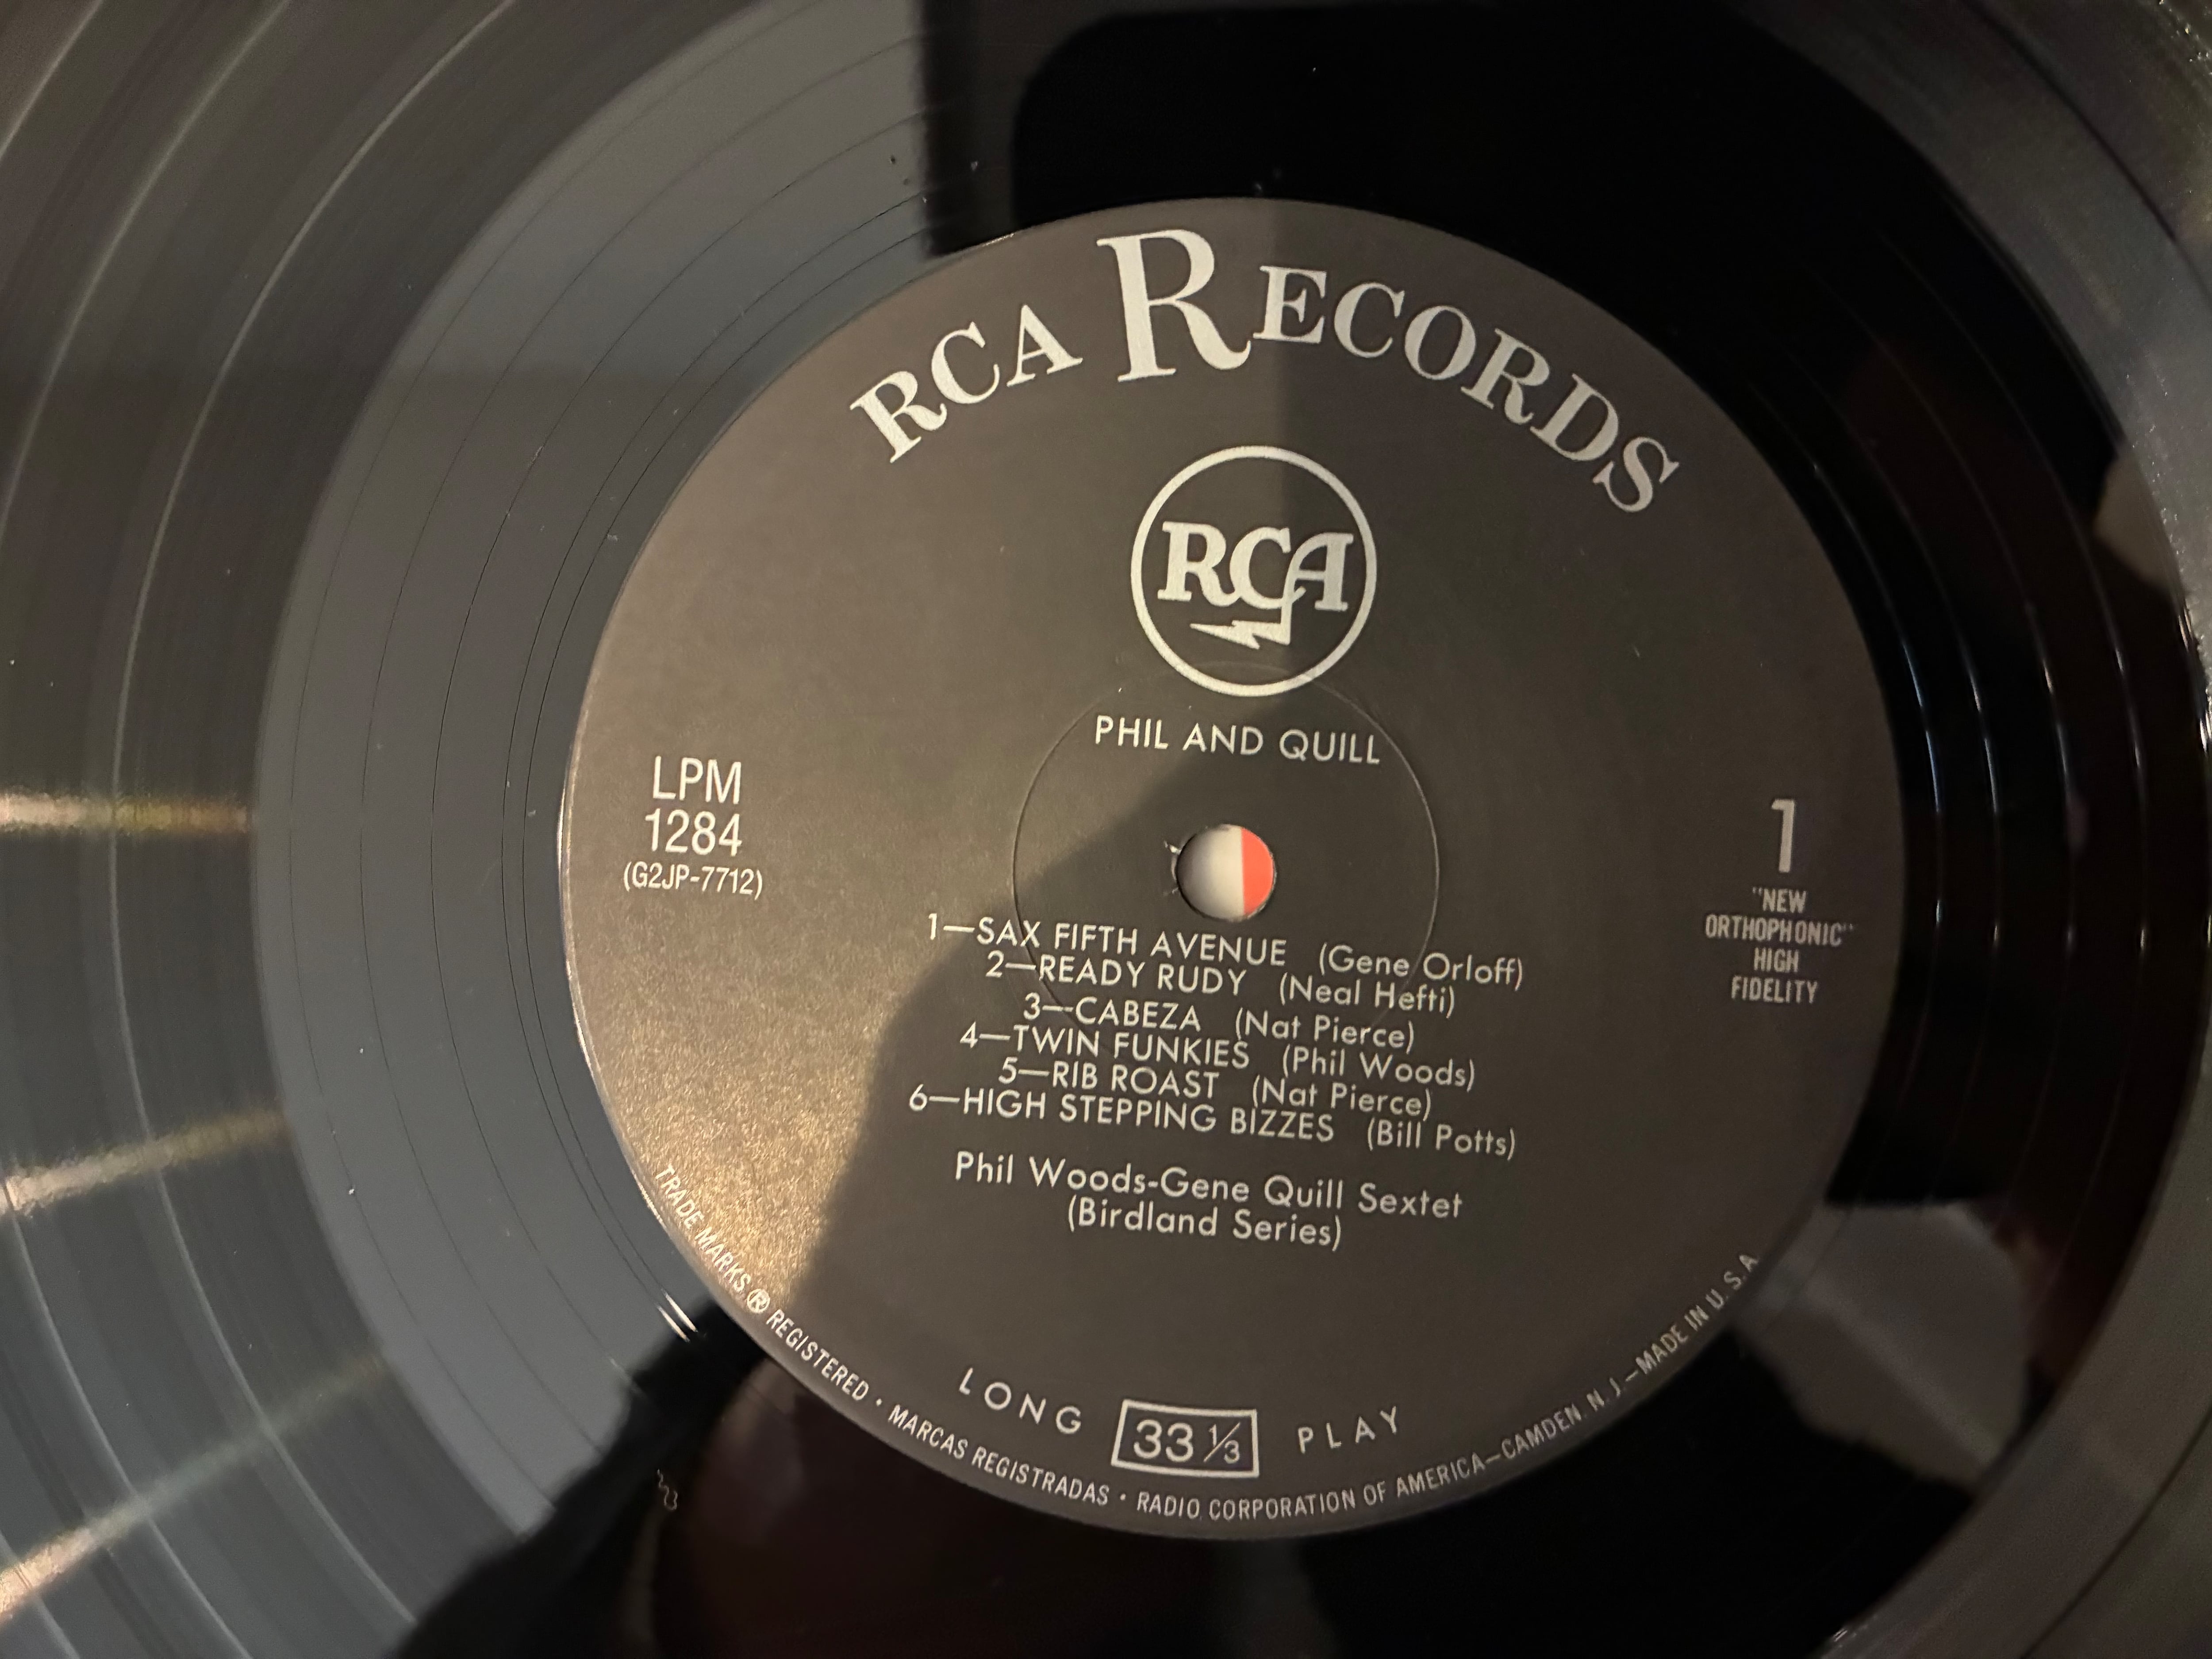 RCA RECORDS
RCA
PHIL AND QUILL
LPM
1284
(G2JP-7712)
1
"NEW
ORTHOPHONIC"
HIGH
FIDELITY
1—SAX FIFTH AVENUE (Gene Orloff)
2—READY RUDY (Neal Hefti)
3—CABEZA (Nat Pierce)
4—TWIN FUNKIES (Phil Woods)
5—RIB ROAST (Nat Pierce)
6—HIGH STEPPING BIZZES (Bill Potts)
Phil Woods-Gene Quill Sextet
(Birdland Series)
LONG 33 1/3 PLAY
TRADE MARKS ® REGISTERED • MARCAS REGISTRADAS • RADIO CORPORATION OF AMERICA—CAMDEN. N. J.—MADE IN U. S. A